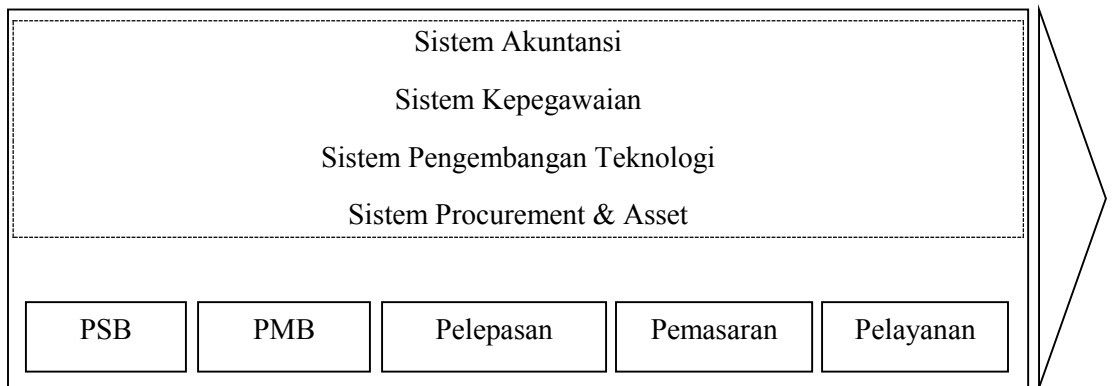 Sistem Akuntansi
Sistem Kepegawaian
Sistem Pengembangan Teknologi
Sistem Procurement & Asset
PSB PMB Pelepasan Pemasaran Pelayanan